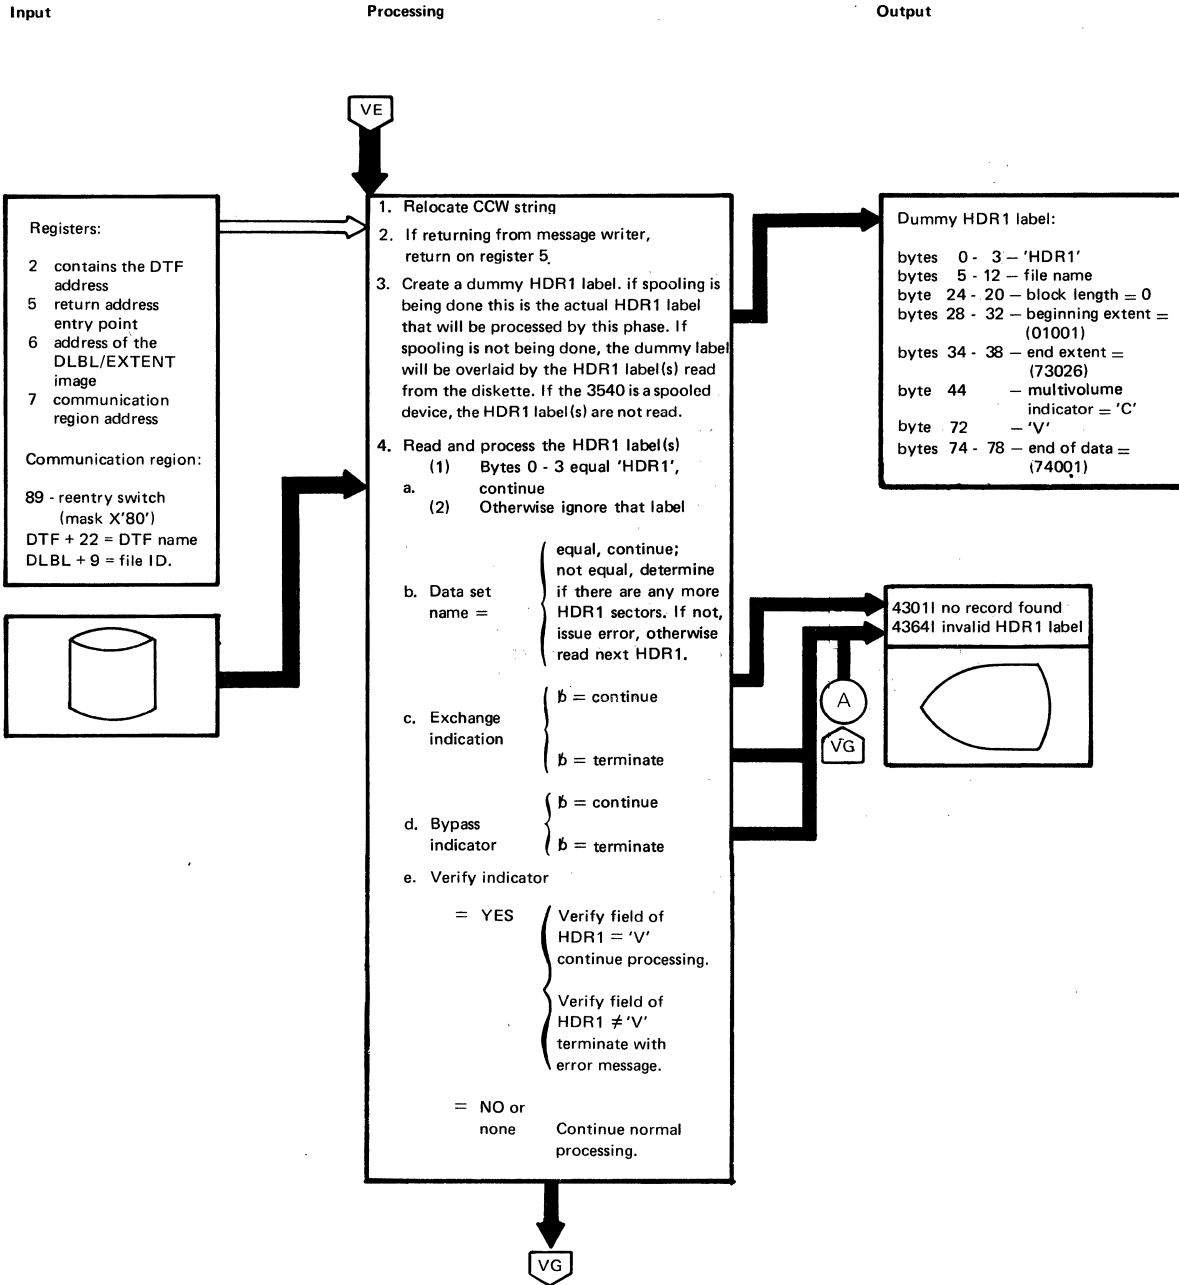 Input
Processing
Output
VE
Registers:
2 contains the DTF
address
5 return address
entry point
6 address of the
DLBL/EXTENT
image
7 communication
region address
Communication region:
89 - reentry switch
(mask X'80')
DTF + 22 = DTF name
DLBL + 9 = file ID.
1. Relocate CCW string
2. If returning from message writer,
return on register 5.
3. Create a dummy HDR1 label. if spooling is
being done this is the actual HDR1 label
that will be processed by this phase. If
spooling is not being done, the dummy label
will be overlaid by the HDR1 label(s) read
from the diskette. If the 3540 is a spooled
device, the HDR1 label(s) are not read.
4. Read and process the HDR1 label(s)
(1) Bytes 0 - 3 equal 'HDR1',
a. continue
(2) Otherwise ignore that label
equal, continue;
not equal, determine
b. Data set if there are any more
name = HDR1 sectors. If not,
issue error, otherwise
read next HDR1.
ƀ = continue
c. Exchange
indication
ƀ = terminate
ƀ = continue
d. Bypass
indicator ƀ = terminate
e. Verify indicator
= YES Verify field of
HDR1 = 'V'
continue processing.
Verify field of
HDR1 ≠ 'V'
terminate with
error message.
= NO or
none Continue normal
processing.
VG
Dummy HDR1 label:
bytes 0 - 3 – 'HDR1'
bytes 5 - 12 – file name
byte 24 - 20 – block length = 0
bytes 28 - 32 – beginning extent =
(01001)
bytes 34 - 38 – end extent =
(73026)
byte 44 – multivolume
indicator = 'C'
byte 72 – 'V'
bytes 74 - 78 – end of data =
(74001)
4301I no record found
4364I invalid HDR1 label
A
VG